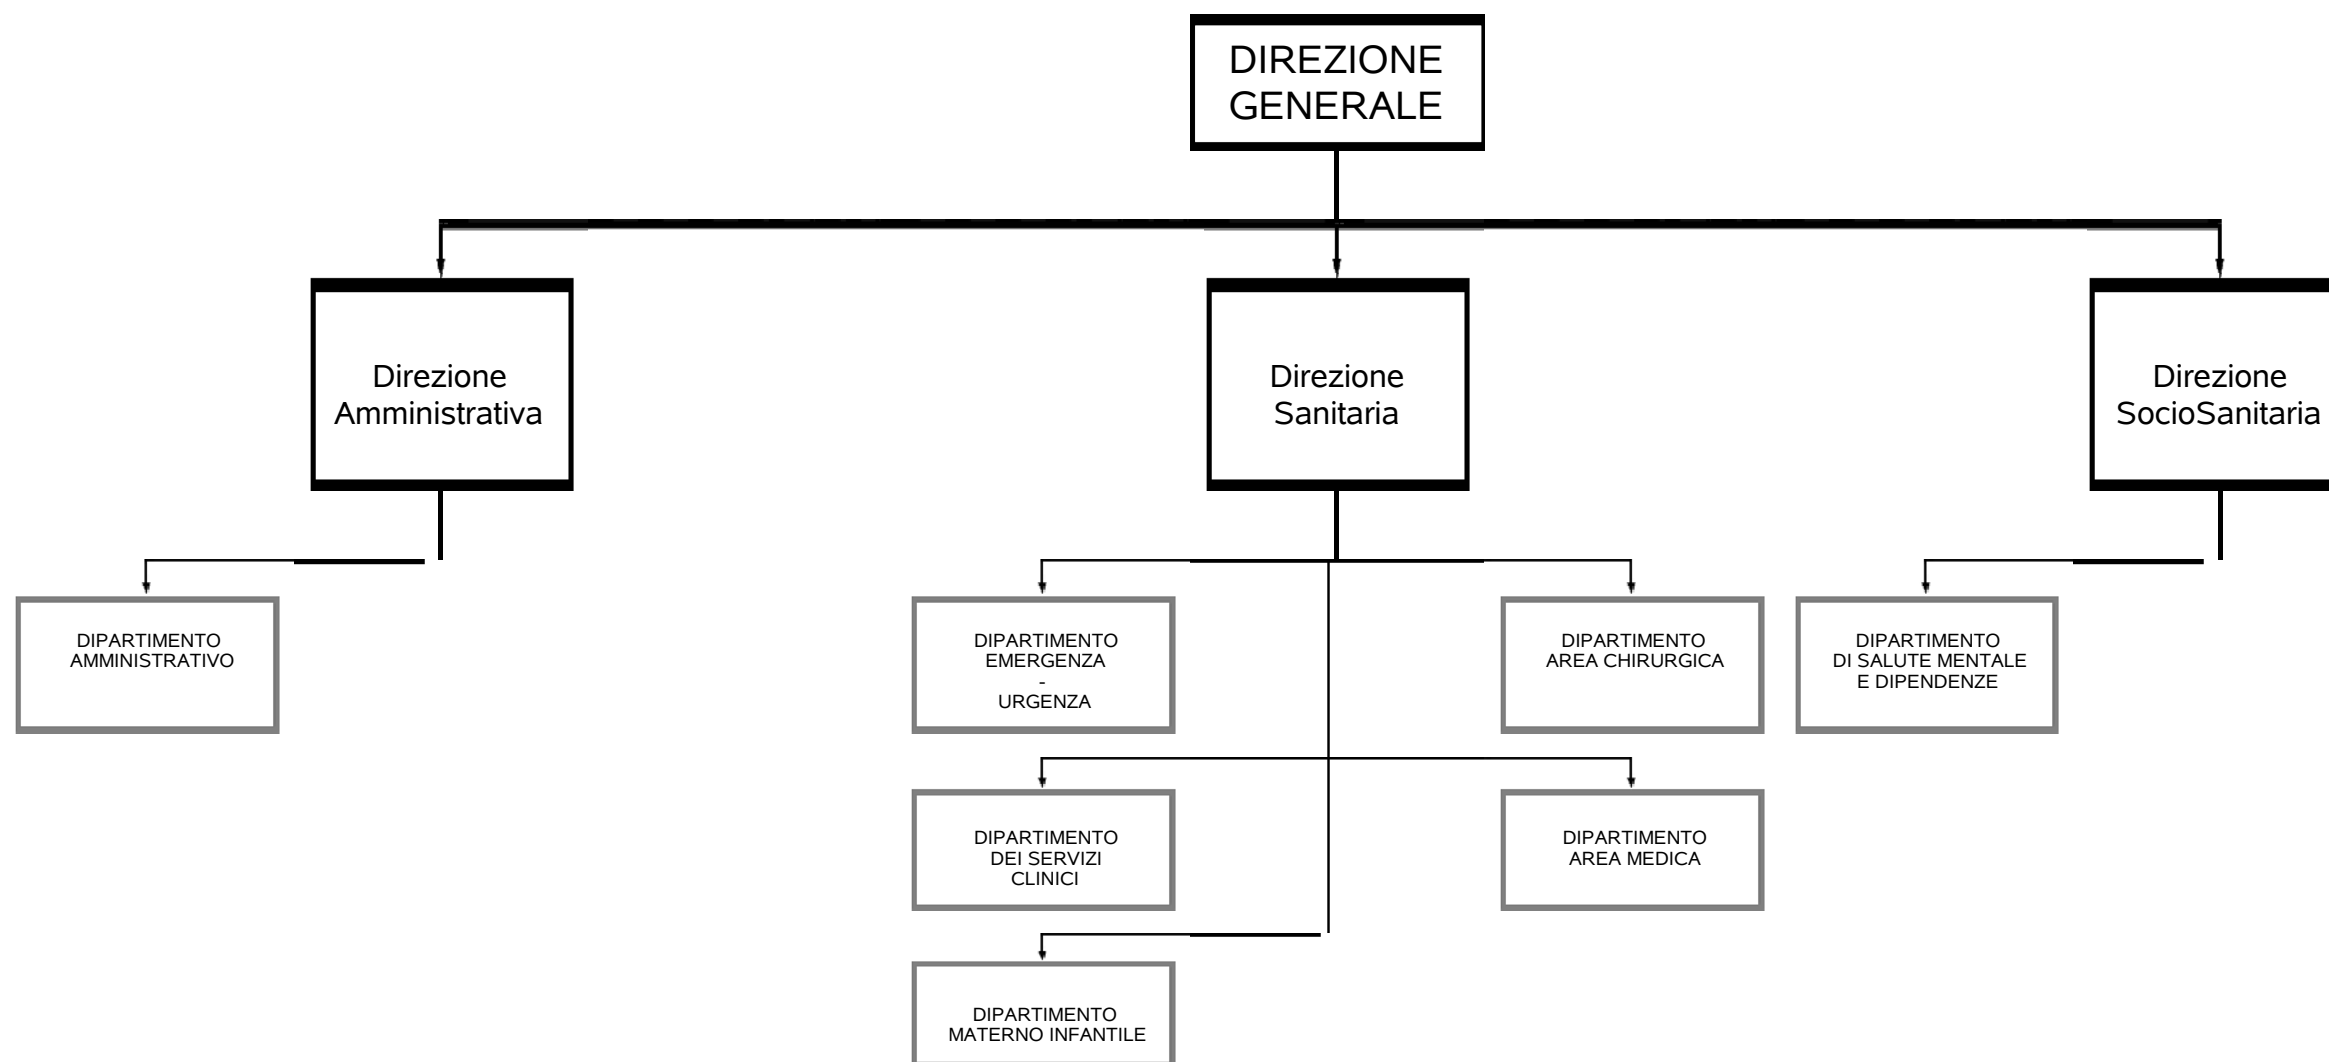 DIREZIONE
GENERALE
Direzione
Amministrativa
Direzione
Sanitaria
Direzione
SocioSanitaria
DIPARTIMENTO
AMMINISTRATIVO
DIPARTIMENTO
EMERGENZA
-
URGENZA
DIPARTIMENTO
AREA CHIRURGICA
DIPARTIMENTO
DI SALUTE MENTALE
E DIPENDENZE
DIPARTIMENTO
DEI SERVIZI
CLINICI
DIPARTIMENTO
AREA MEDICA
DIPARTIMENTO
MATERNO INFANTILE